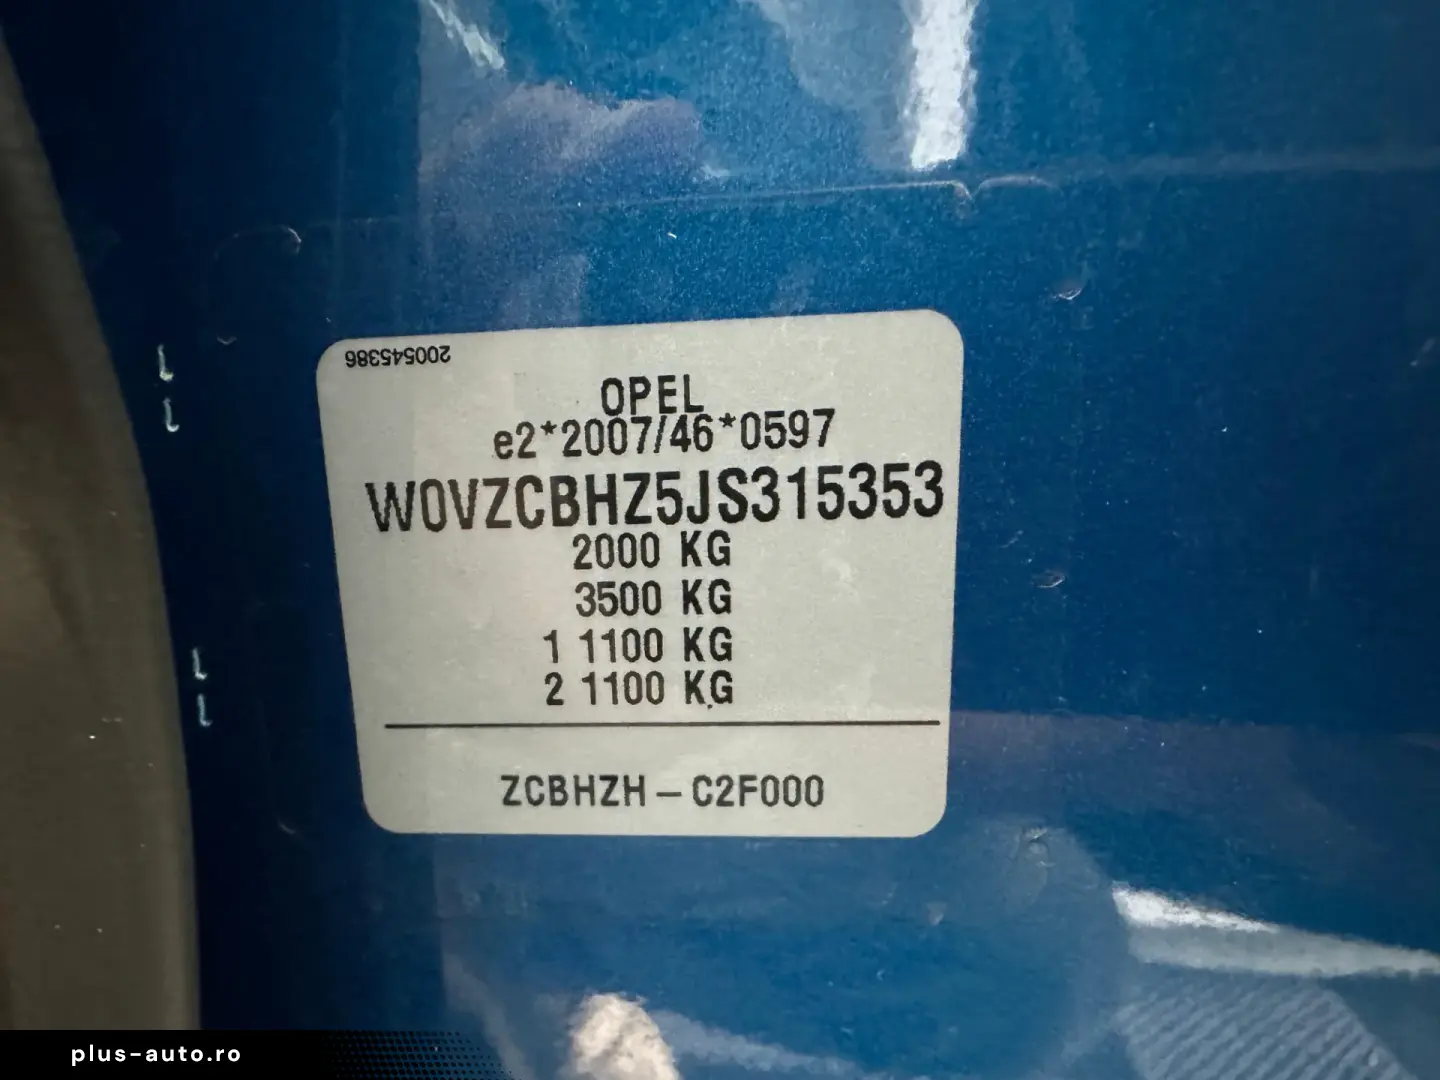 200545386
OPEL
e2*2007/46*0597
W0VZCBHZ5JS315353
2000 KG
3500 KG
1 1100 KG
2 1100 KG
ZCBHZH – C2F000
plus-auto.ro